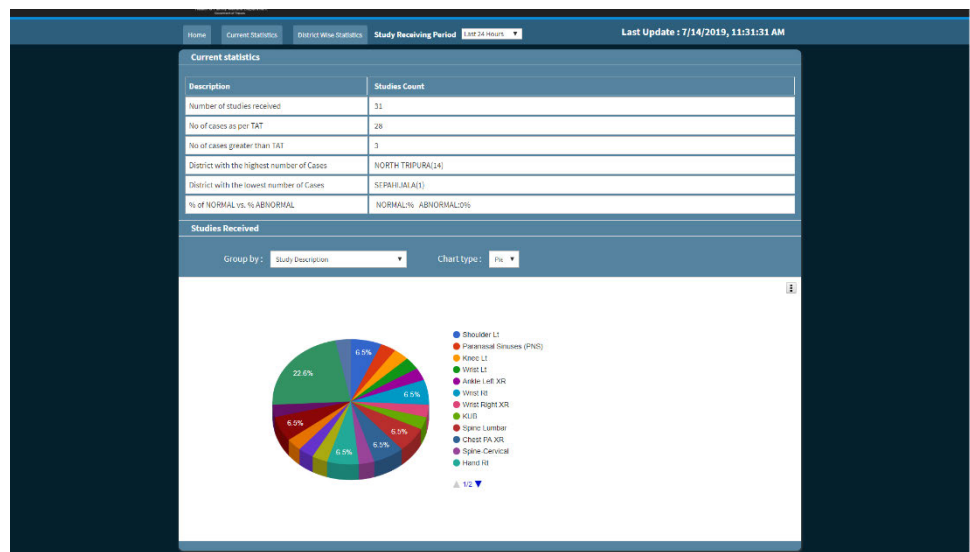 Home Current Statistics District Wise Statistics Study Receiving Period Last 24 Hours Last Update : 7/14/2019, 11:31:31 AM
Current statistics
Description Studies Count
Number of studies received 31
No of cases as per TAT 28
No of cases greater than TAT 3
District with the highest number of Cases NORTH TRIPURA(14)
District with the lowest number of Cases SEPAHIJALA(1)
% of NORMAL vs. % ABNORMAL NORMAL:% ABNORMAL:0%
Studies Received
Group by : Study Description Chart type : Pie
6.5%
22.6%
6.5%
6.5%
6.5%
6.5%
6.5%
Shoulder Lt
Paranasal Sinuses (PNS)
Knee Lt
Wrist Lt
Ankle Left XR
Wrist Rt
Wrist Right XR
KUB
Spine Lumbar
Chest PA XR
Spine Cervical
Hand Rt
1/2